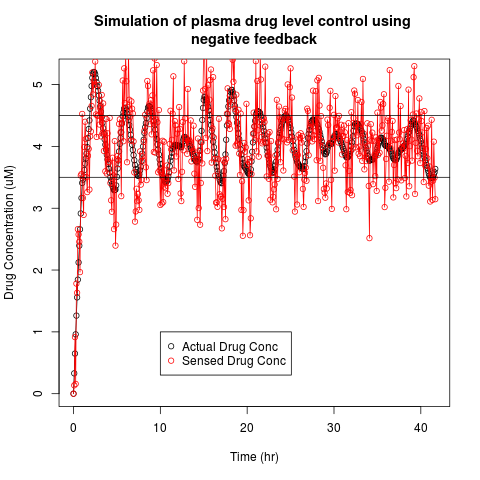 Simulation of plasma drug level control using
negative feedback
Drug Concentration (uM)
5
4
3
2
1
0
Actual Drug Conc
Sensed Drug Conc
0 10 20 30 40
Time (hr)